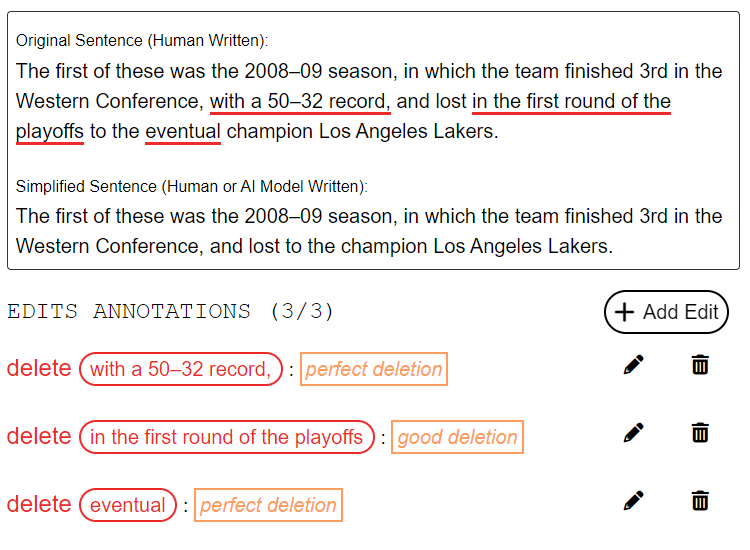 Original Sentence (Human Written):
The first of these was the 2008–09 season, in which the team finished 3rd in the
Western Conference, with a 50–32 record, and lost in the first round of the
playoffs to the eventual champion Los Angeles Lakers.
Simplified Sentence (Human or AI Model Written):
The first of these was the 2008–09 season, in which the team finished 3rd in the
Western Conference, and lost to the champion Los Angeles Lakers.
EDITS ANNOTATIONS (3/3) + Add Edit
delete with a 50–32 record, : perfect deletion
delete in the first round of the playoffs : good deletion
delete eventual : perfect deletion